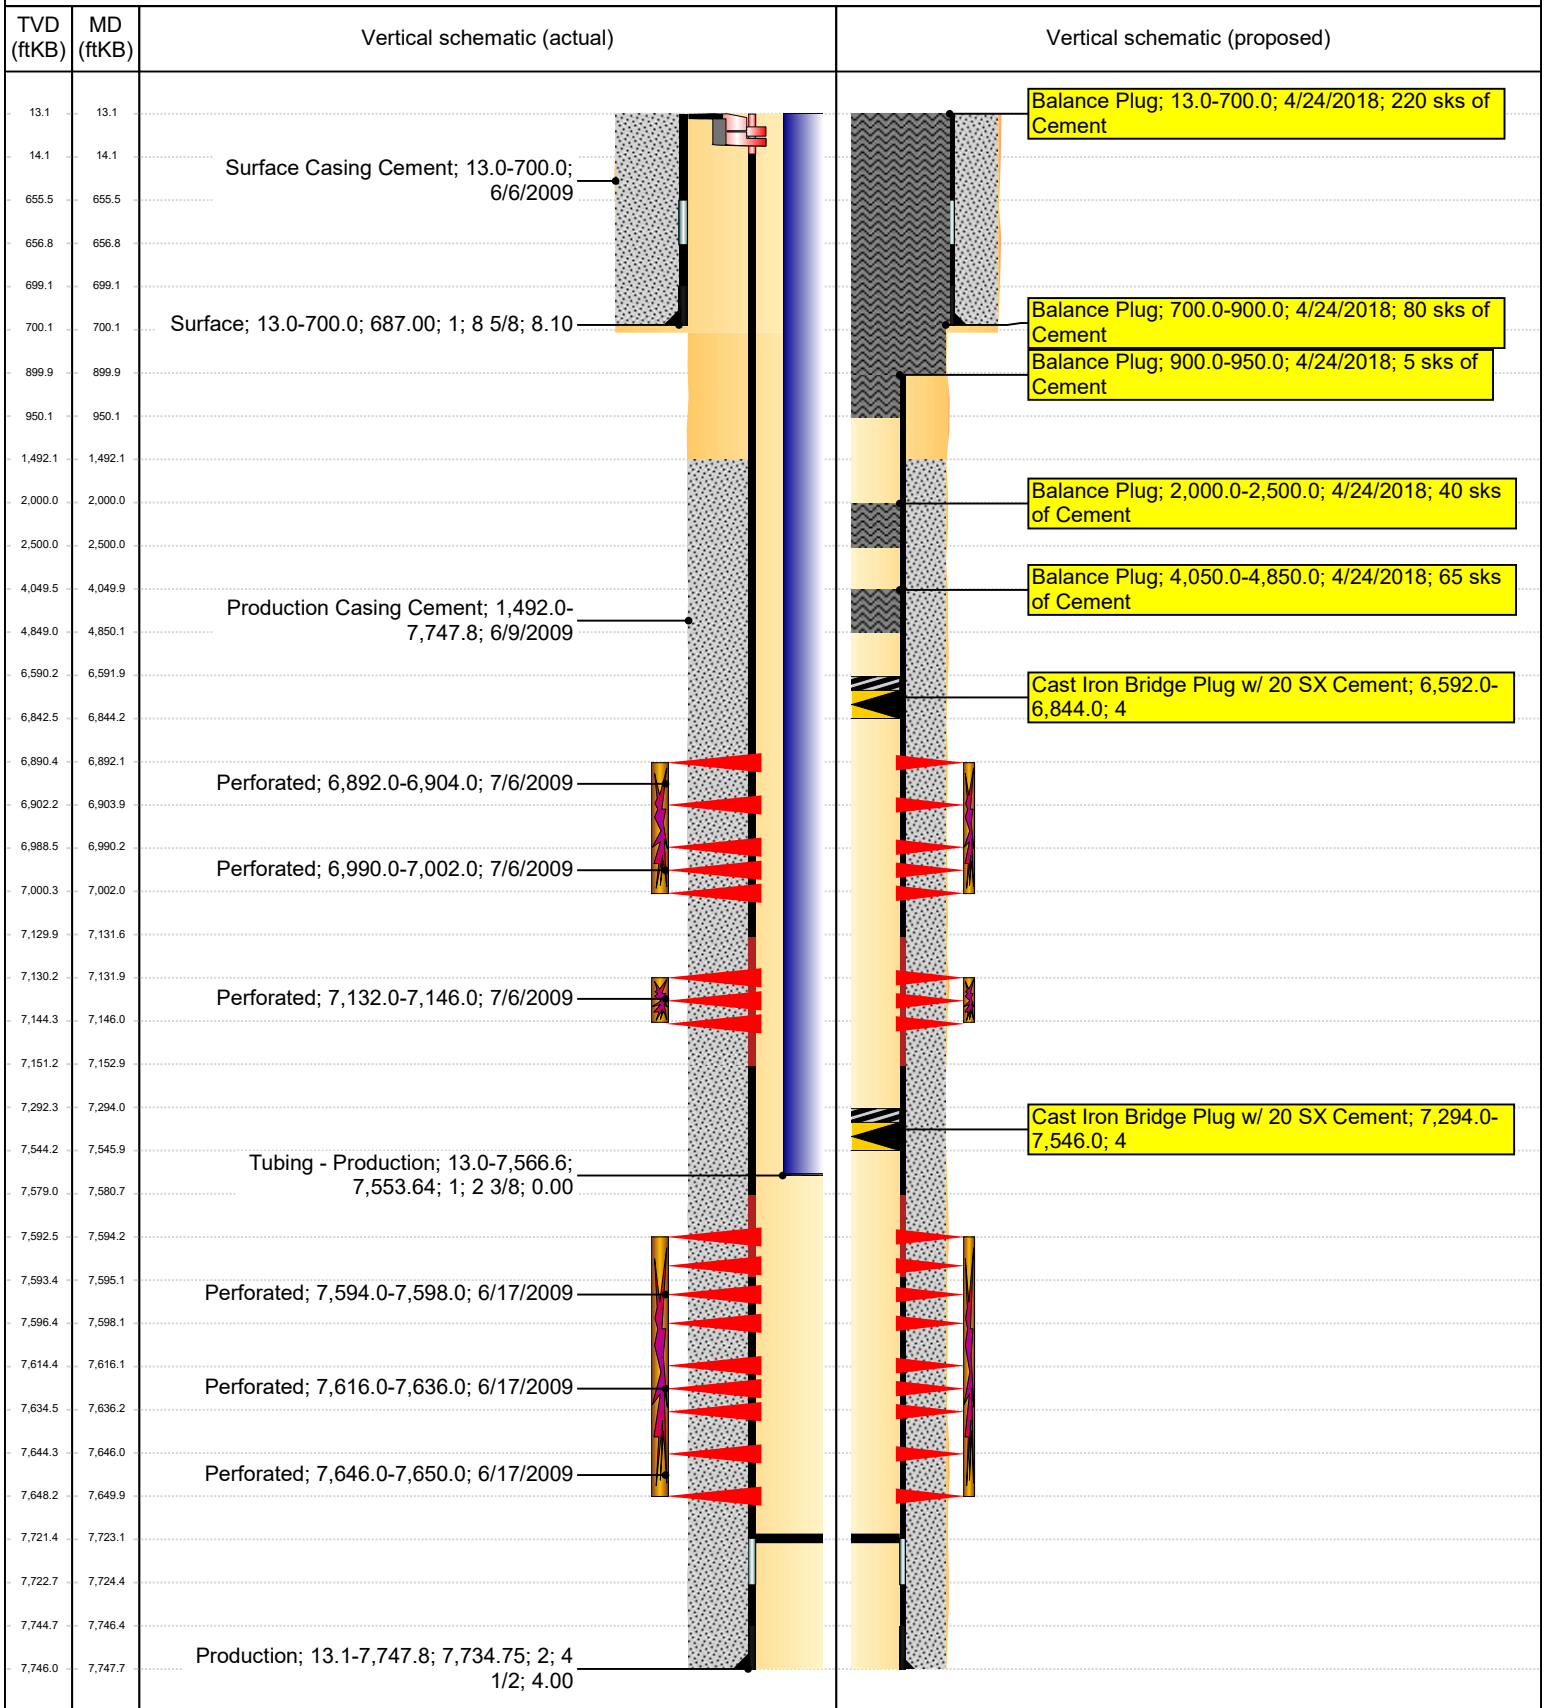 TVD
(ftKB)
MD
(ftKB)
Vertical schematic (actual)
Vertical schematic (proposed)
13.1 13.1
14.1 14.1
655.5 655.5
656.8 656.8
699.1 699.1
700.1 700.1
899.9 899.9
950.1 950.1
1,492.1 1,492.1
2,000.0 2,000.0
2,500.0 2,500.0
4,049.5 4,049.9
4,849.0 4,850.1
6,590.2 6,591.9
6,842.5 6,844.2
6,890.4 6,892.1
6,902.2 6,903.9
6,988.5 6,990.2
7,000.3 7,002.0
7,129.9 7,131.6
7,130.2 7,131.9
7,144.3 7,146.0
7,151.2 7,152.9
7,292.3 7,294.0
7,544.2 7,545.9
7,579.0 7,580.7
7,592.5 7,594.2
7,593.4 7,595.1
7,596.4 7,598.1
7,614.4 7,616.1
7,634.5 7,636.2
7,644.3 7,646.0
7,648.2 7,649.9
7,721.4 7,723.1
7,722.7 7,724.4
7,744.7 7,746.4
7,746.0 7,747.7
Surface Casing Cement; 13.0-700.0;
6/6/2009
Surface; 13.0-700.0; 687.00; 1; 8 5/8; 8.10
Production Casing Cement; 1,492.0-
7,747.8; 6/9/2009
Perforated; 6,892.0-6,904.0; 7/6/2009
Perforated; 6,990.0-7,002.0; 7/6/2009
Perforated; 7,132.0-7,146.0; 7/6/2009
Tubing - Production; 13.0-7,566.6;
7,553.64; 1; 2 3/8; 0.00
Perforated; 7,594.0-7,598.0; 6/17/2009
Perforated; 7,616.0-7,636.0; 6/17/2009
Perforated; 7,646.0-7,650.0; 6/17/2009
Production; 13.1-7,747.8; 7,734.75; 2; 4
1/2; 4.00
Balance Plug; 13.0-700.0; 4/24/2018; 220 sks of
Cement
Balance Plug; 700.0-900.0; 4/24/2018; 80 sks of
Cement
Balance Plug; 900.0-950.0; 4/24/2018; 5 sks of
Cement
Balance Plug; 2,000.0-2,500.0; 4/24/2018; 40 sks
of Cement
Balance Plug; 4,050.0-4,850.0; 4/24/2018; 65 sks
of Cement
Cast Iron Bridge Plug w/ 20 SX Cement; 6,592.0-
6,844.0; 4
Cast Iron Bridge Plug w/ 20 SX Cement; 7,294.0-
7,546.0; 4